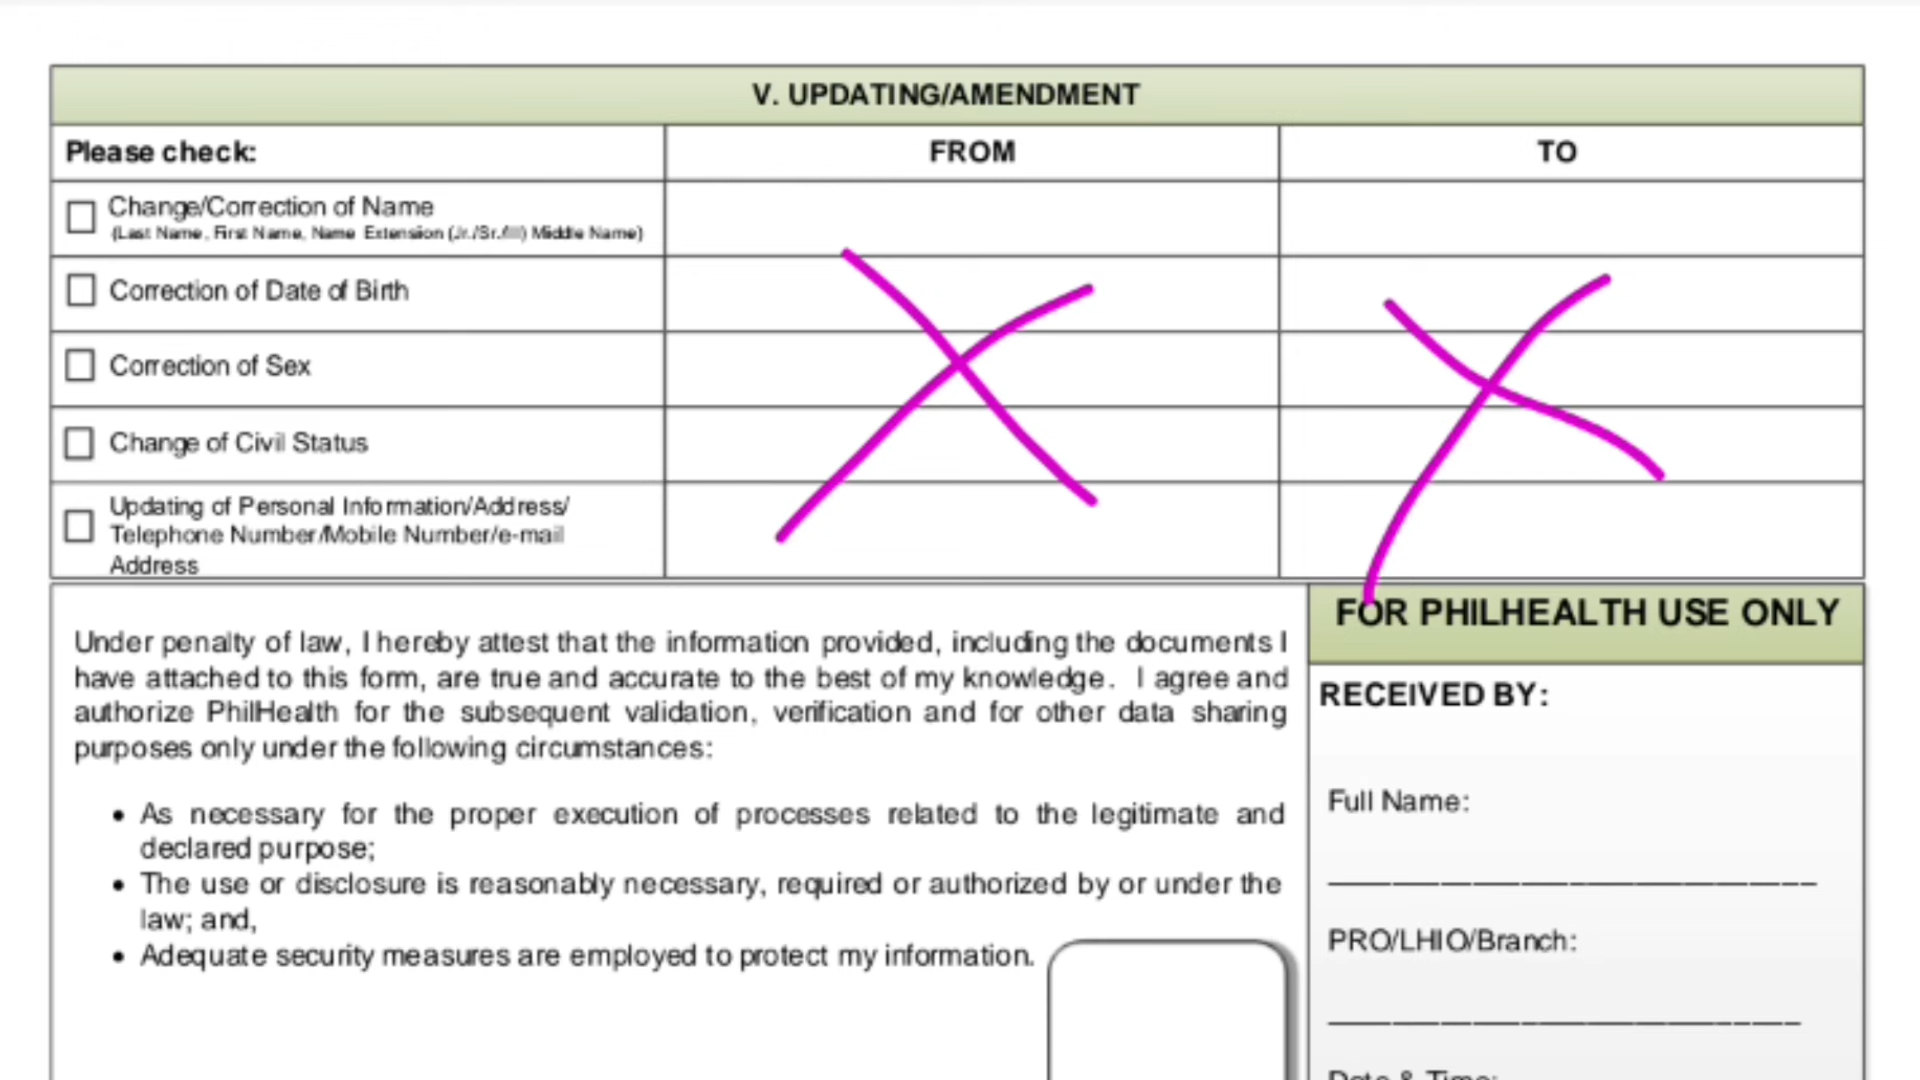 V. UPDATING/AMENDMENT
Please check:
FROM
TO
Change/Correction of Name
(Last Name, First Name, Name Extension (Jr./Sr./III) Middle Name)
Correction of Date of Birth
Correction of Sex
Change of Civil Status
Updating of Personal Information/Address/
Telephone Number/Mobile Number/e-mail
Address
Under penalty of law, I hereby attest that the information provided, including the documents I
have attached to this form, are true and accurate to the best of my knowledge. I agree and
authorize PhilHealth for the subsequent validation, verification and for other data sharing
purposes only under the following circumstances:
• As necessary for the proper execution of processes related to the legitimate and
declared purpose;
• The use or disclosure is reasonably necessary, required or authorized by or under the
law; and,
• Adequate security measures are employed to protect my information.
FOR PHILHEALTH USE ONLY
RECEIVED BY:
Full Name:
PRO/LHIO/Branch:
Date & Time: